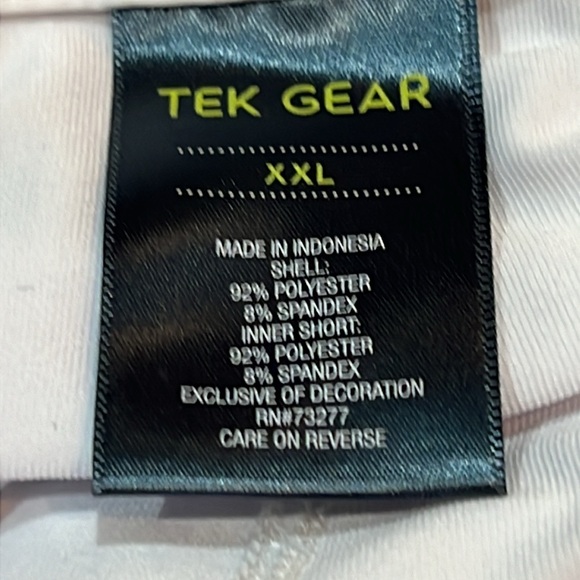 TEK GEAR
XXL
MADE IN INDONESIA
SHELL:
92% POLYESTER
8% SPANDEX
INNER SHORT:
92% POLYESTER
8% SPANDEX
EXCLUSIVE OF DECORATION
RN#73277
CARE ON REVERSE